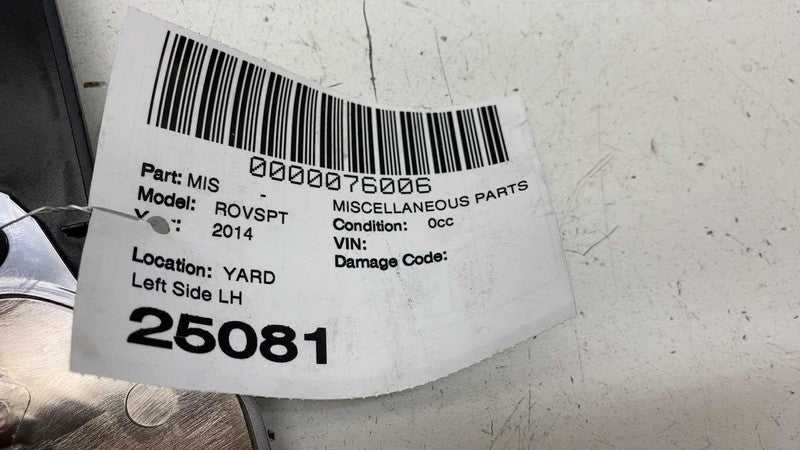 0000076006
Part: MIS - MISCELLANEOUS PARTS
Model: ROVSPT Condition: 0cc
2014 VIN:
Damage Code:
Location: YARD
Left Side LH
25081